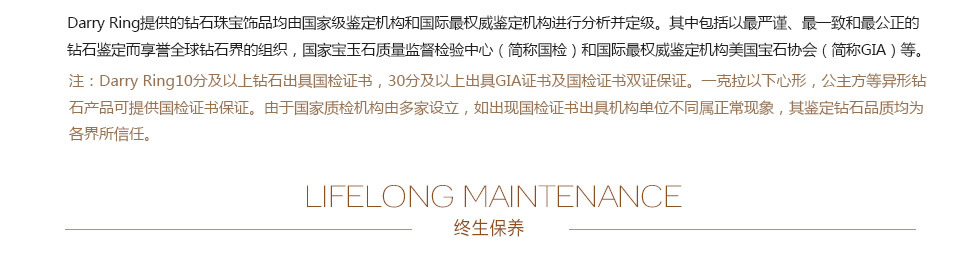 Darry Ring提供的钻石珠宝饰品均由国家级鉴定机构和国际最权威鉴定机构进行分析并定级。其中包括以最严谨、最一致和最公正的
钻石鉴定而享誉全球钻石界的组织，国家宝玉石质量监督检验中心（简称国检）和国际最权威鉴定机构美国宝石协会（简称GIA）等。
注：Darry Ring10分及以上钻石出具国检证书，30分及以上出具GIA证书及国检证书双证保证。一克拉以下心形，公主方等异形钻
石产品可提供国检证书保证。由于国家质检机构由多家设立，如出现国检证书出具机构单位不同属正常现象，其鉴定钻石品质均为
各界所信任。
LIFELONG MAINTENANCE
终生保养